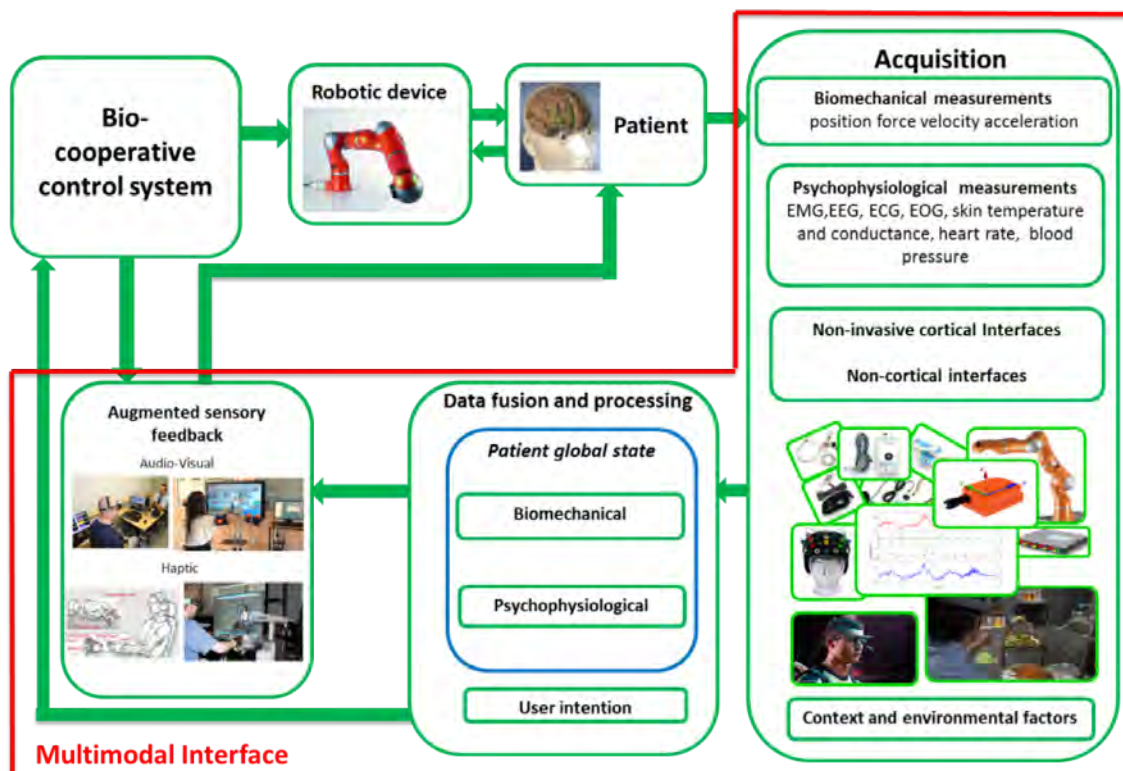 Bio-
cooperative
control system
Robotic device
Patient
Acquisition
Biomechanical measurements
position force velocity acceleration
Psychophysiological measurements
EMG,EEG, ECG, EOG, skin temperature
and conductance, heart rate, blood
pressure
Non-invasive cortical Interfaces
Non-cortical interfaces
Context and environmental factors
Data fusion and processing
Patient global state
Biomechanical
Psychophysiological
User intention
Augmented sensory
feedback
Audio-Visual
Haptic
Multimodal Interface